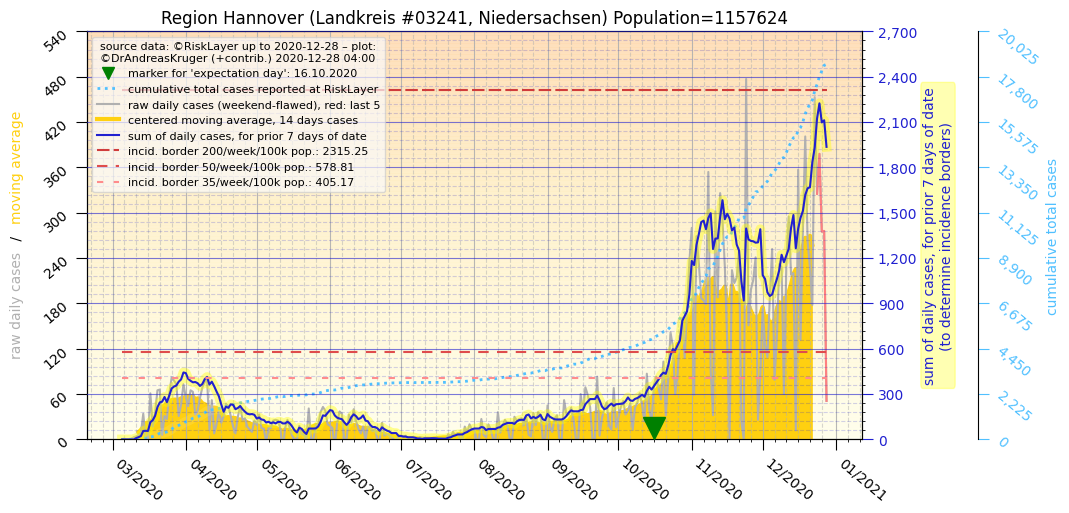 Region Hannover (Landkreis #03241, Niedersachsen) Population=1157624
source data: ©RiskLayer up to 2020-12-28 – plot:
©DrAndreasKruger (+contrib.) 2020-12-28 04:00
marker for 'expectation day': 16.10.2020
cumulative total cases reported at RiskLayer
raw daily cases (weekend-flawed), red: last 5
centered moving average, 14 days cases
sum of daily cases, for prior 7 days of date
incid. border 200/week/100k pop.: 2315.25
incid. border 50/week/100k pop.: 578.81
incid. border 35/week/100k pop.: 405.17
raw daily cases / moving average
540
480
420
360
300
240
180
120
60
0
03/2020
04/2020
05/2020
06/2020
07/2020
08/2020
09/2020
10/2020
11/2020
12/2020
01/2021
2,700
2,400
2,100
1,800
1,500
1,200
900
600
300
0
sum of daily cases, for prior 7 days of date
(to determine incidence borders)
20,025
17,800
15,575
13,350
11,125
8,900
6,675
4,450
2,225
0
cumulative total cases